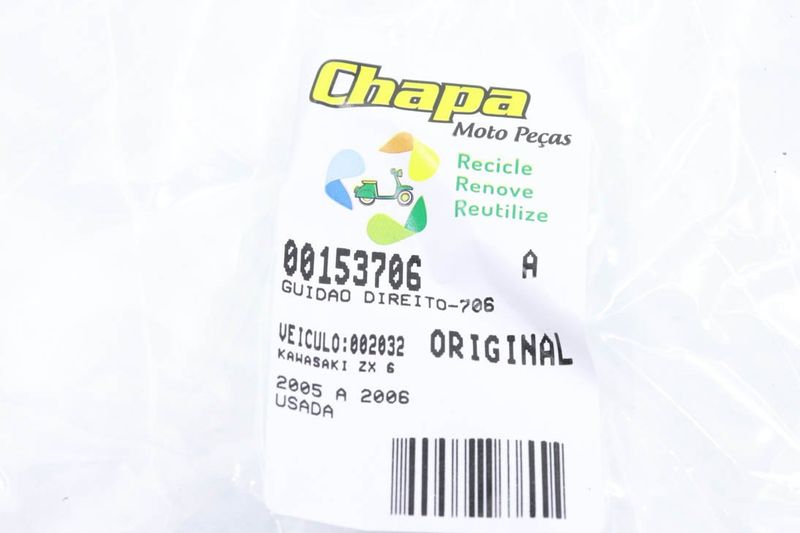 Chapa
Moto Peças
Recicle
Renove
Reutilize
00153706 A
GUIDAO DIREITO-706
VEICULO:002032 ORIGINAL
KAWASAKI ZX 6
2005 A 2006
USADA